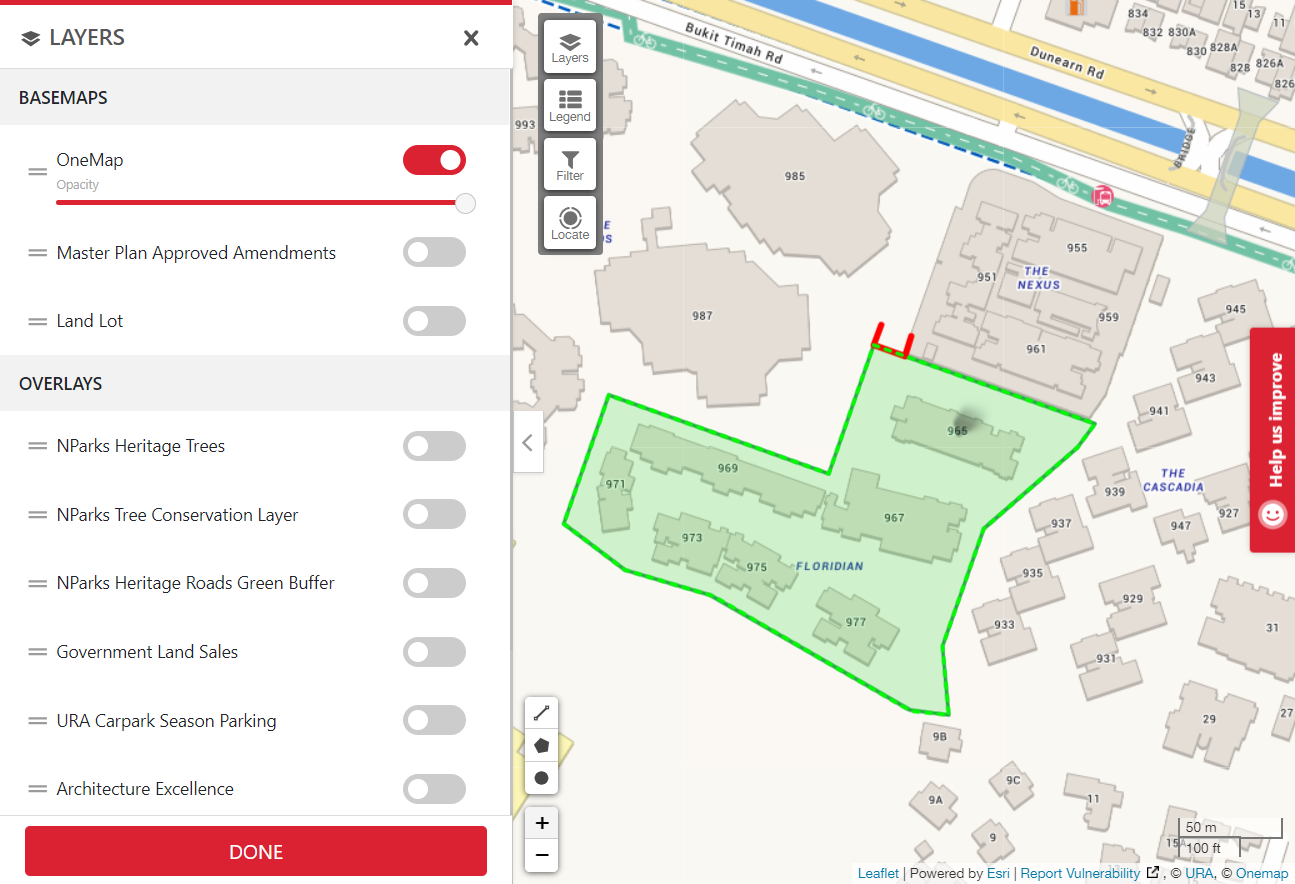 LAYERS
BASEMAPS
OneMap
Opacity
Master Plan Approved Amendments
Land Lot
OVERLAYS
NParks Heritage Trees
NParks Tree Conservation Layer
NParks Heritage Roads Green Buffer
Government Land Sales
URA Carpark Season Parking
Architecture Excellence
DONE
Layers
Legend
Filter
Locate
Bukit Timah Rd
Dunearn Rd
834
832
830A
830
828A
828
826A
826
15
13
11
BRIDGE
993
985
987
955
951
THE
NEXUS
959
961
945
943
941
THE
CASCADIA
939
937
947
927
935
933
929
931
31
29
27
965
969
971
967
973
975
FLORIDIAN
977
9B
9C
9A
9
11
15A
13
Help us improve
+
−
50 m
100 ft
Leaflet | Powered by Esri | Report Vulnerability , © URA, © Onemap